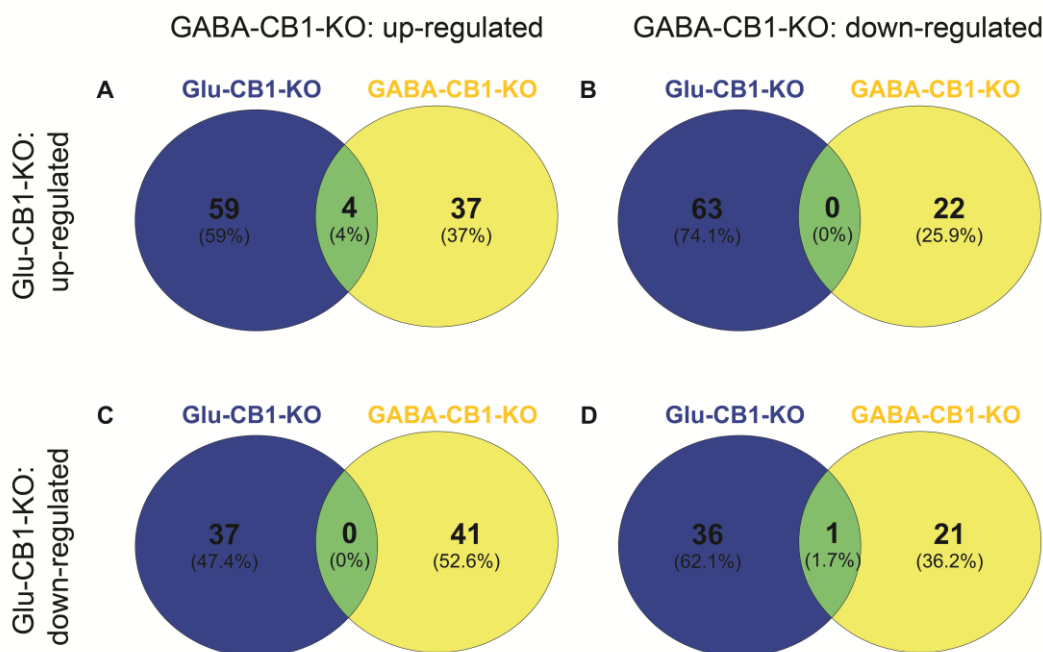 GABA-CB1-KO: up-regulated
GABA-CB1-KO: down-regulated
Glu-CB1-KO:
up-regulated
A
Glu-CB1-KO
GABA-CB1-KO
59
(59%)
4
(4%)
37
(37%)
B
Glu-CB1-KO
GABA-CB1-KO
63
(74.1%)
0
(0%)
22
(25.9%)
Glu-CB1-KO:
down-regulated
C
Glu-CB1-KO
GABA-CB1-KO
37
(47.4%)
0
(0%)
41
(52.6%)
D
Glu-CB1-KO
GABA-CB1-KO
36
(62.1%)
1
(1.7%)
21
(36.2%)